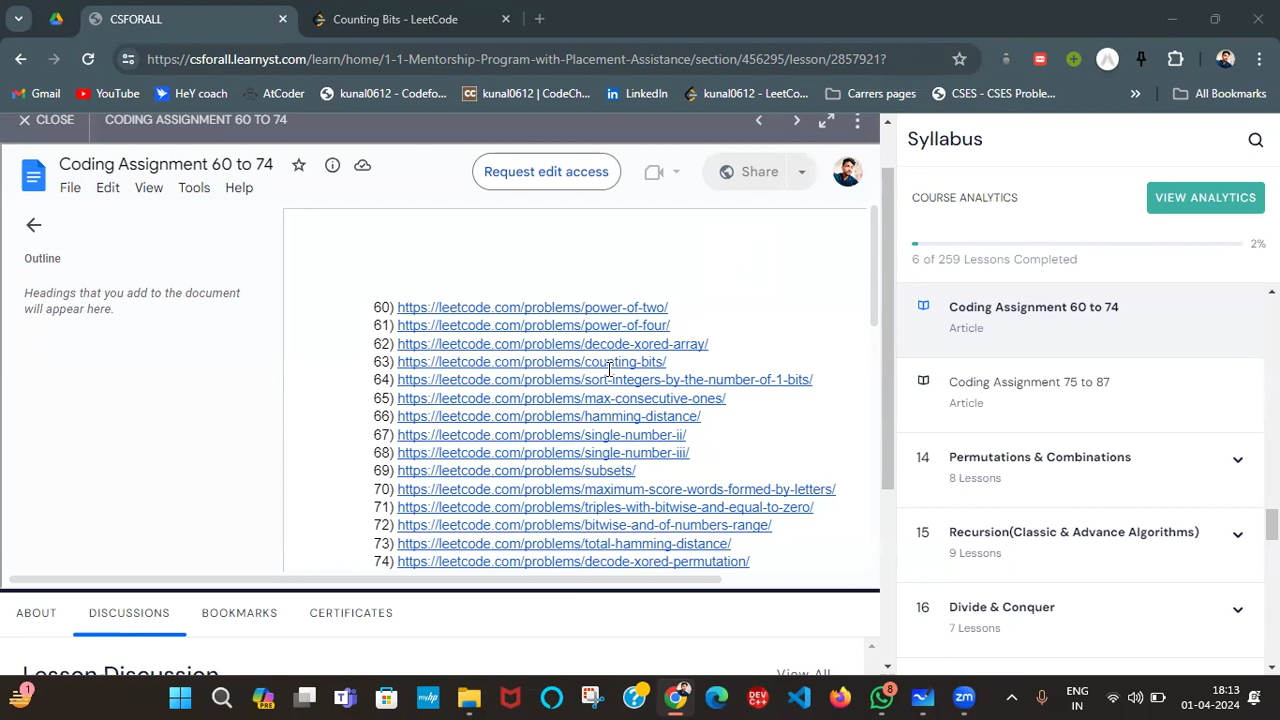 CSFORALL
Counting Bits - LeetCode
https://csforall.learnyst.com/learn/home/1-1-Mentorship-Program-with-Placement-Assistance/section/456295/lesson/2857921?
Gmail
YouTube
HeY coach
AtCoder
kunal0612 - Codefo...
kunal0612 | CodeCh...
LinkedIn
kunal0612 - LeetCo...
Carrers page
CSES - CSES Proble...
All Bookmarks
CLOSE
CODING ASSIGNMENT 60 TO 74
Coding Assignment 60 to 74
Request edit access
Share
File Edit View Tools Help
Outline
Headings that you add to the document
will appear here.
60) https://leetcode.com/problems/power-of-two/
61) https://leetcode.com/problems/power-of-four/
62) https://leetcode.com/problems/decode-xored-array/
63) https://leetcode.com/problems/counting-bits/
64) https://leetcode.com/problems/sort-integers-by-the-number-of-1-bits/
65) https://leetcode.com/problems/max-consecutive-ones/
66) https://leetcode.com/problems/hamming-distance/
67) https://leetcode.com/problems/single-number-ii/
68) https://leetcode.com/problems/single-number-iii/
69) https://leetcode.com/problems/subsets/
70) https://leetcode.com/problems/maximum-score-words-formed-by-letters/
71) https://leetcode.com/problems/triples-with-bitwise-and-equal-to-zero/
72) https://leetcode.com/problems/bitwise-and-of-numbers-range/
73) https://leetcode.com/problems/total-hamming-distance/
74) https://leetcode.com/problems/decode-xored-permutation/
ABOUT
DISCUSSIONS
BOOKMARKS
CERTIFICATES
Lesson Discussion
View All
Syllabus
COURSE ANALYTICS
VIEW ANALYTICS
2%
6 of 259 Lessons Completed
Coding Assignment 60 to 74
Article
Coding Assignment 75 to 87
Article
14 Permutations & Combinations
8 Lessons
15 Recursion(Classic & Advance Algorithms)
9 Lessons
16 Divide & Conquer
7 Lessons
1
PRE
myhp
DEV
C++
8
zm
ENG
IN
18:13
01-04-2024